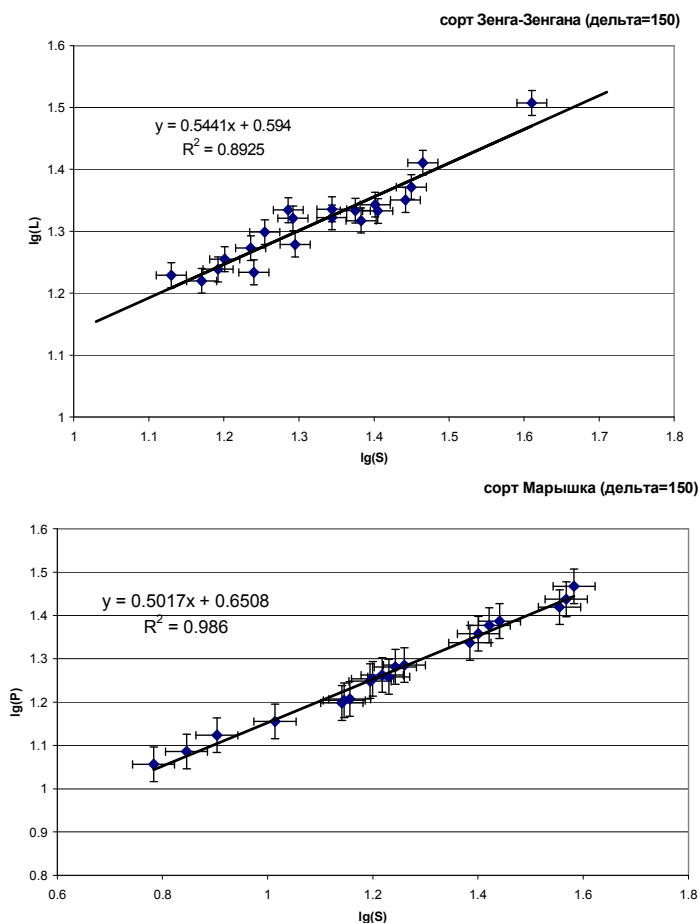 сорт Зенга-Зенгана (дельта=150)
1.6
1.5
y = 0.5441x + 0.594
R² = 0.8925
1.4
lg(L)
1.3
1.2
1.1
1
1 1.1 1.2 1.3 1.4 1.5 1.6 1.7 1.8
lg(S)
сорт Марышка (дельта=150)
1.6
1.5
y = 0.5017x + 0.6508
R² = 0.986
1.4
1.3
lg(P)
1.2
1.1
1
0.9
0.8
0.6 0.8 1 1.2 1.4 1.6 1.8
lg(S)